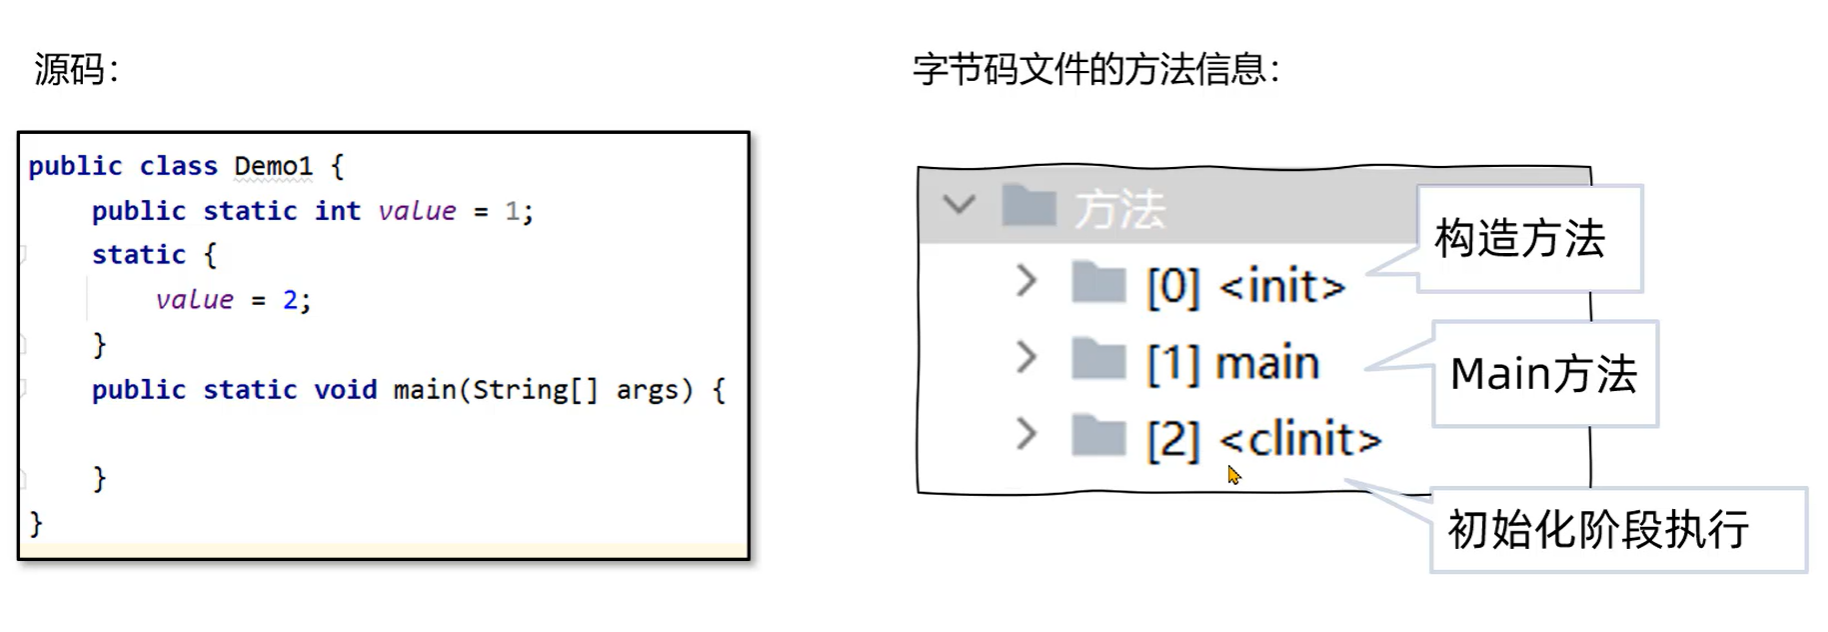 源码：
public class Demo1 {
    public static int value = 1;
    static {
        value = 2;
    }
    public static void main(String[] args) {

    }
}
字节码文件的方法信息：
方法
[0] <init>
构造方法
[1] main
Main方法
[2] <clinit>
初始化阶段执行